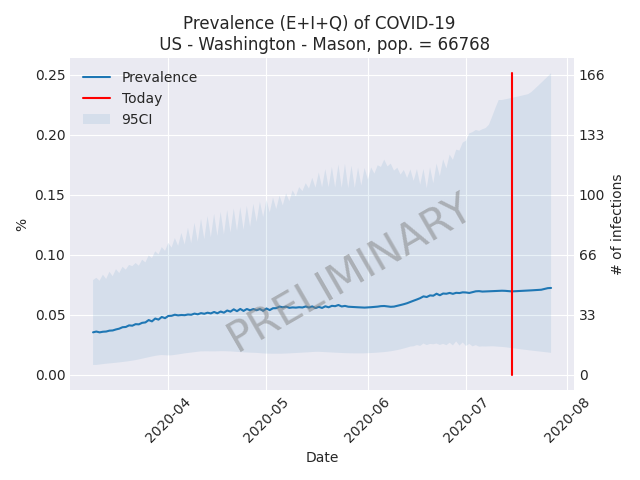 Prevalence (E+I+Q) of COVID-19
US - Washington - Mason, pop. = 66768
Prevalence
Today
95CI
0.25
0.20
0.15
0.10
0.05
0.00
%
166
133
100
66
33
0
# of infections
PRELIMINARY
2020-04
2020-05
2020-06
2020-07
2020-08
Date